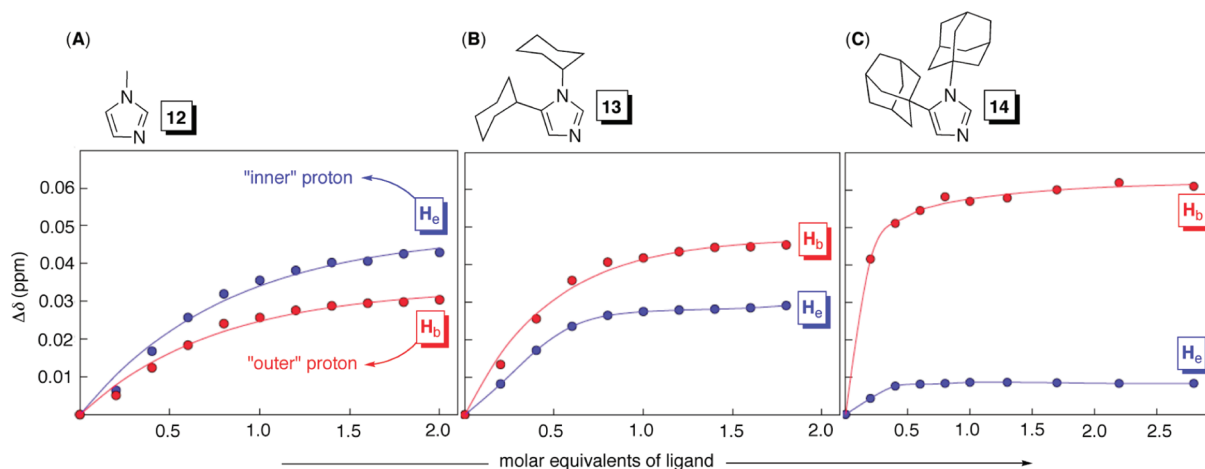 (A)
N
N
12
(B)
N
N
13
(C)
N
N
14
Δδ (ppm)
0.06
0.05
0.04
0.03
0.02
0.01
"inner" proton
He
Hb
"outer" proton
0.5
1.0
1.5
2.0
Hb
He
0.5
1.0
1.5
2.0
Hb
He
0.5
1.0
1.5
2.0
2.5
molar equivalents of ligand